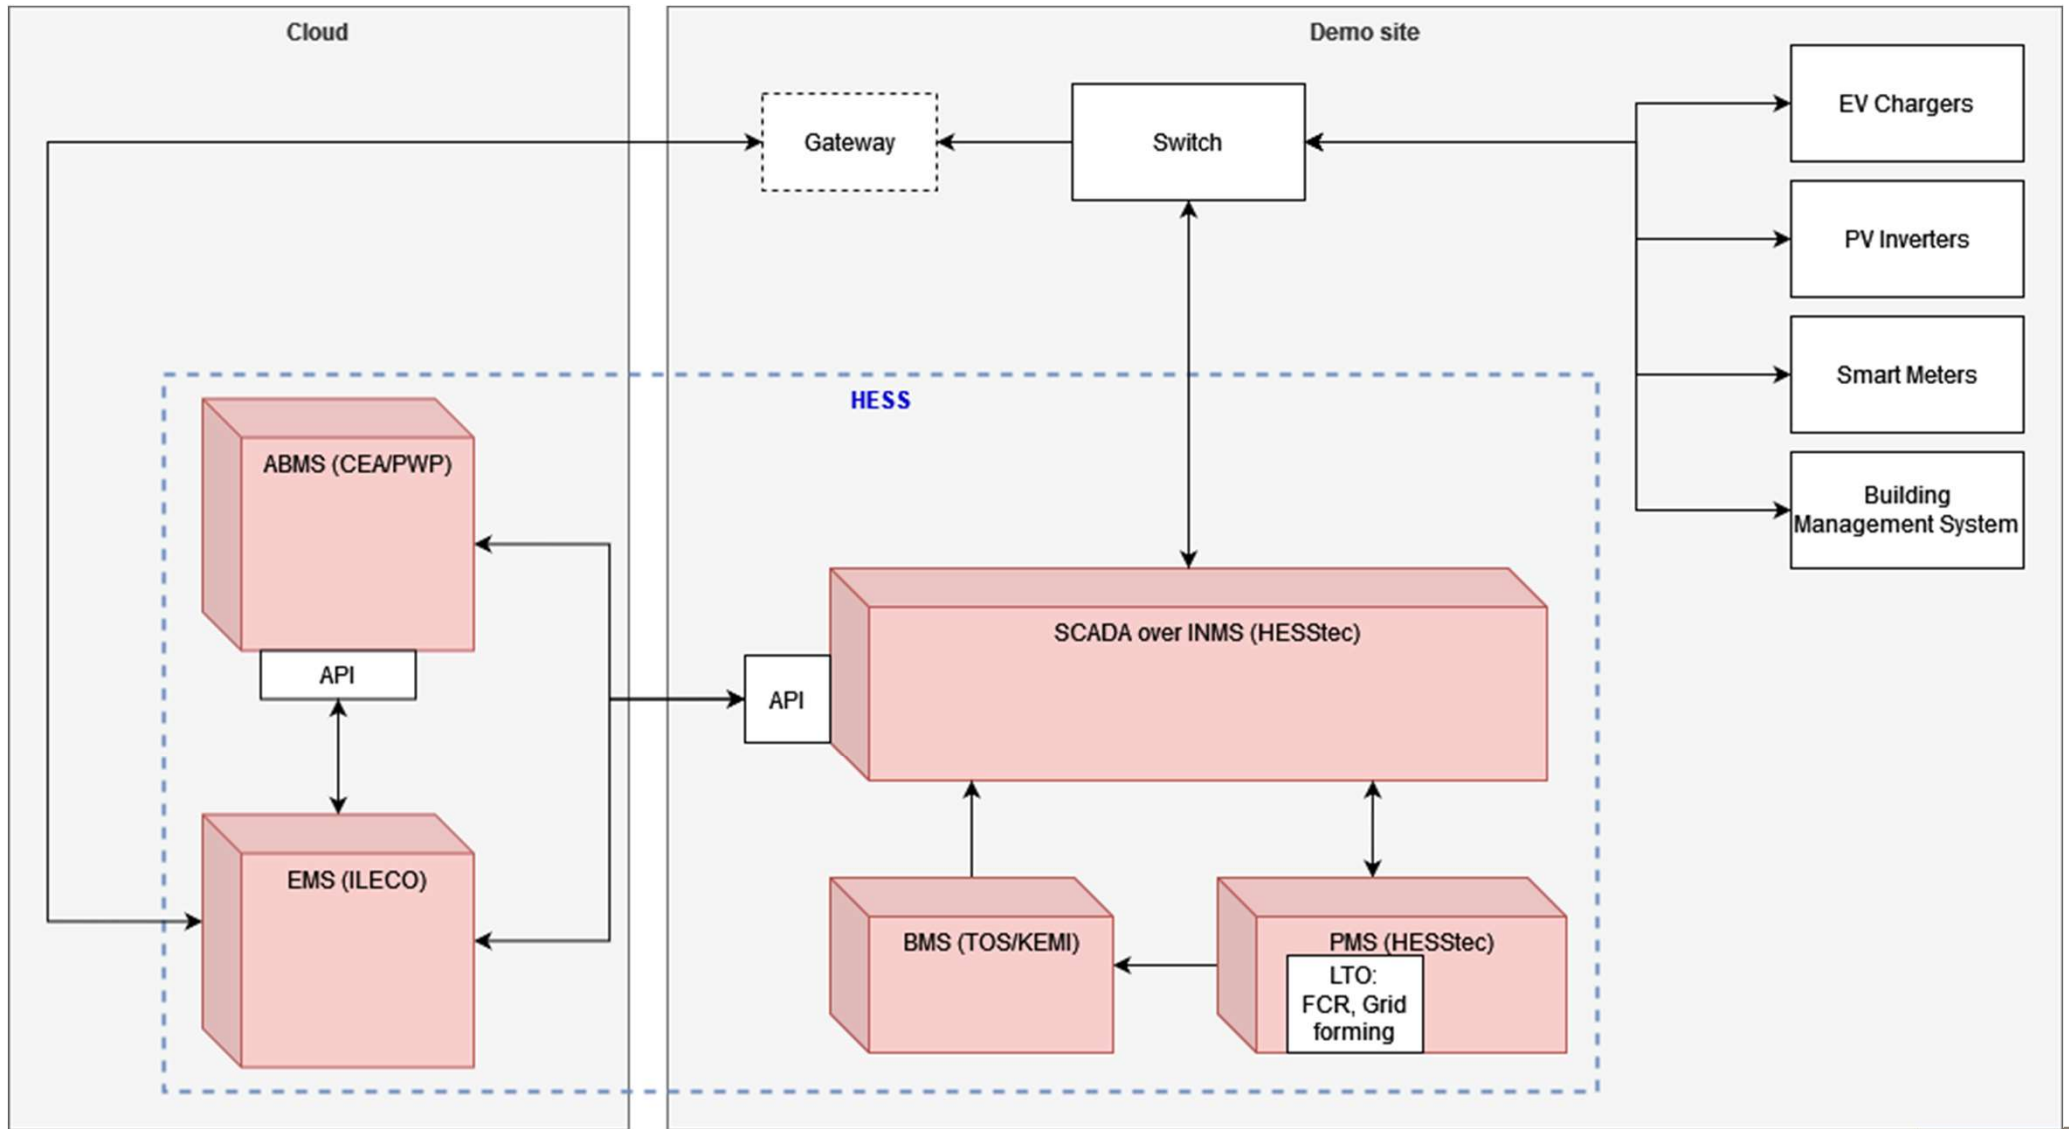 Cloud
Demo site
EV Chargers
Gateway
Switch
PV Inverters
Smart Meters
HESS
ABMS (CEA/PWP)
Building
Management System
SCADA over INMS (HESStec)
API
API
EMS (ILECO)
BMS (TOS/KEMI)
PMS (HESStec)
LTO:
FCR, Grid
forming